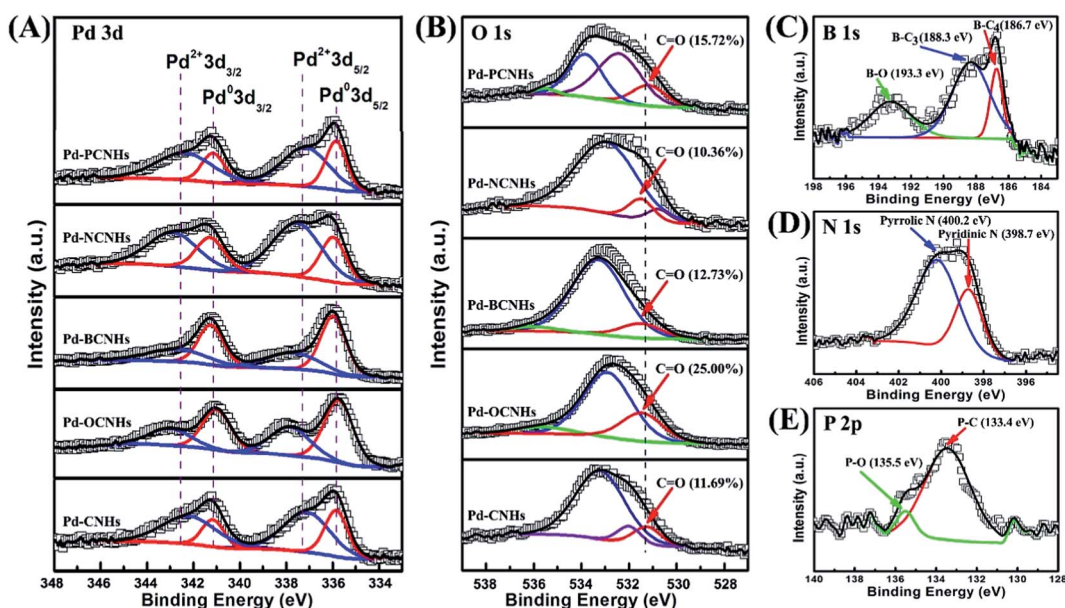 (A)
Pd 3d
Pd²⁺3d₃/₂
Pd²⁺3d₅/₂
Pd⁰3d₃/₂
Pd⁰3d₅/₂
Pd-PCNHs
Pd-NCNHs
Pd-BCNHs
Pd-OCNHs
Pd-CNHs
Intensity (a.u.)
348 346 344 342 340 338 336 334
Binding Energy (eV)
(B)
O 1s
C=O (15.72%)
Pd-PCNHs
C=O (10.36%)
Pd-NCNHs
C=O (12.73%)
Pd-BCNHs
C=O (25.00%)
Pd-OCNHs
C=O (11.69%)
Pd-CNHs
Intensity (a.u.)
539 536 533 530 527
Binding Energy (eV)
(C)
B 1s
B-C₄ (186.7 eV)
B-C₃ (188.3 eV)
B-O (193.3 eV)
Intensity (a.u.)
198 196 194 192 190 188 186 184
Binding Energy (eV)
(D)
N 1s
Pyrrolic N (400.2 eV)
Pyridinic N (398.7 eV)
Intensity (a.u.)
406 404 402 400 398 396
Binding Energy (eV)
(E)
P 2p
P-C (133.4 eV)
P-O (135.5 eV)
Intensity (a.u.)
140 138 136 134 132 130 128
Binding Energy (eV)